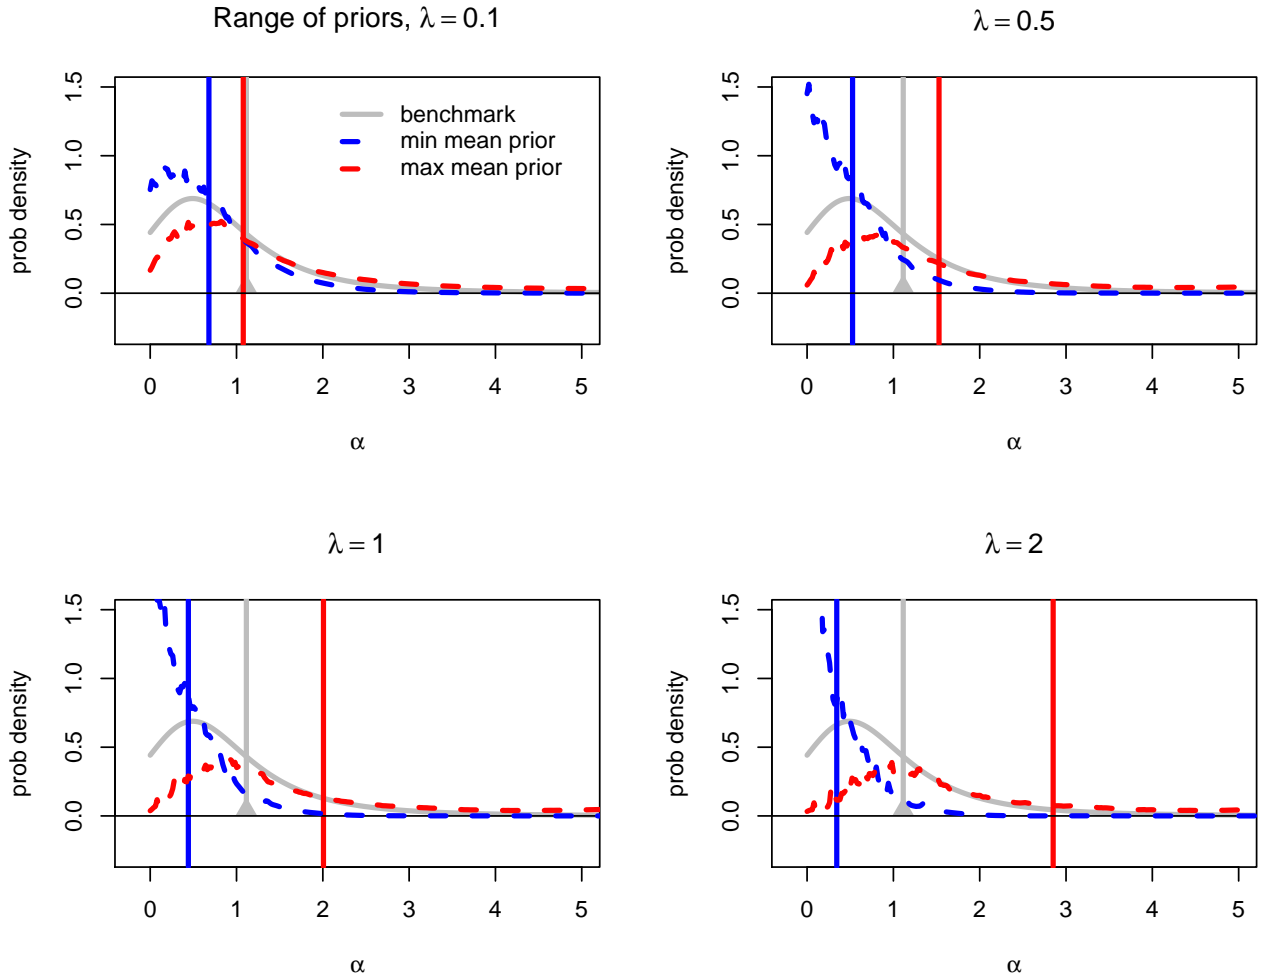 Range of priors, λ = 0.1
prob density
1.5
1.0
0.5
0.0
benchmark
min mean prior
max mean prior
0 1 2 3 4 5
α
λ = 0.5
prob density
1.5
1.0
0.5
0.0
0 1 2 3 4 5
α
λ = 1
prob density
1.5
1.0
0.5
0.0
0 1 2 3 4 5
α
λ = 2
prob density
1.5
1.0
0.5
0.0
0 1 2 3 4 5
α